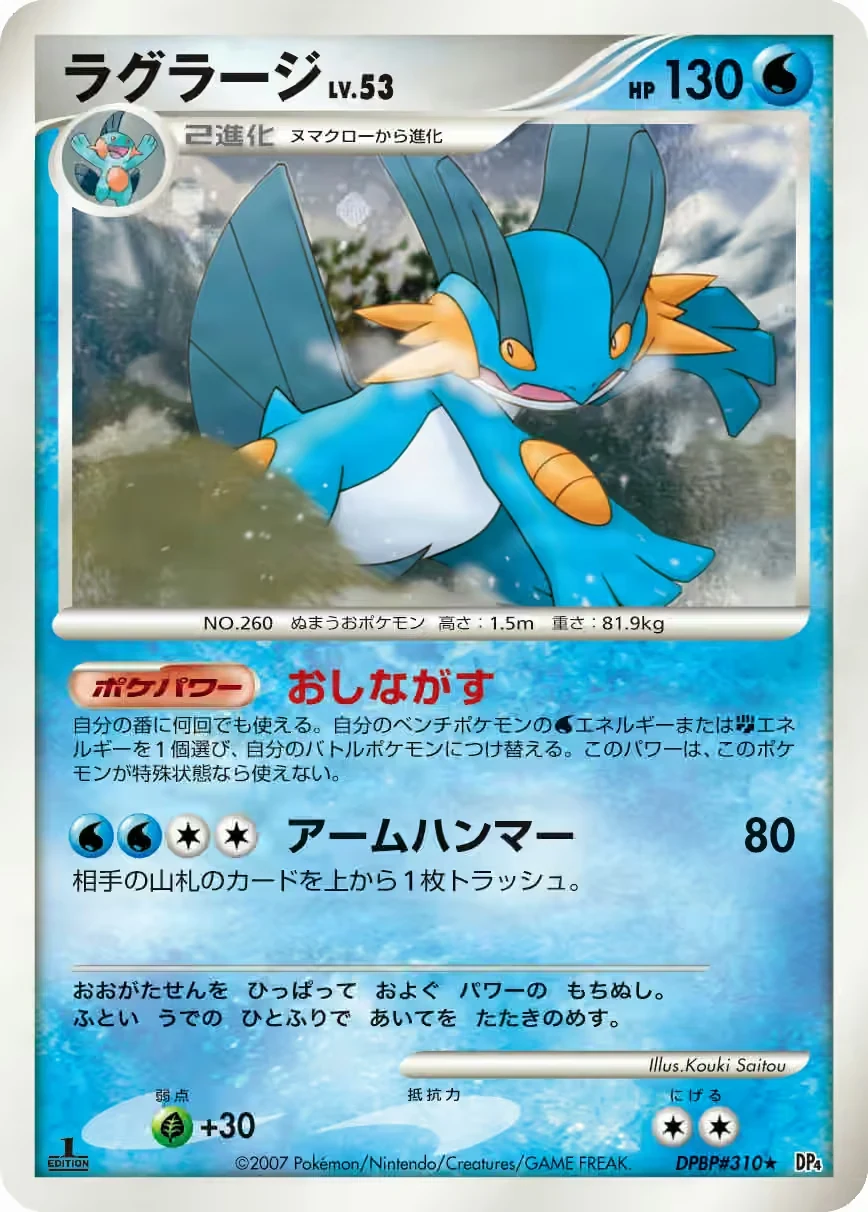 ラグラージ LV.53 HP 130
2進化 ヌマクローから進化
NO.260 ぬまうおポケモン 高さ:1.5m 重さ:81.9kg
ポケパワー おしながす
自分の番に何回でも使える。自分のベンチポケモンのエネルギーまたはエネ
ルギーを1個選び、自分のバトルポケモンにつけ替える。このパワーは、このポケ
モンが特殊状態なら使えない。
アームハンマー 80
相手の山札のカードを上から1枚トラッシュ。
おおがたせんを ひっぱって およぐ パワーの もちぬし。
ふとい うでの ひとふりで あいてを たたきのめす。
Illus.Kouki Saitou
弱点 抵抗力 にげる
+30
1 EDITION ©2007 Pokémon/Nintendo/Creatures/GAME FREAK. DPBP#310★ DP4